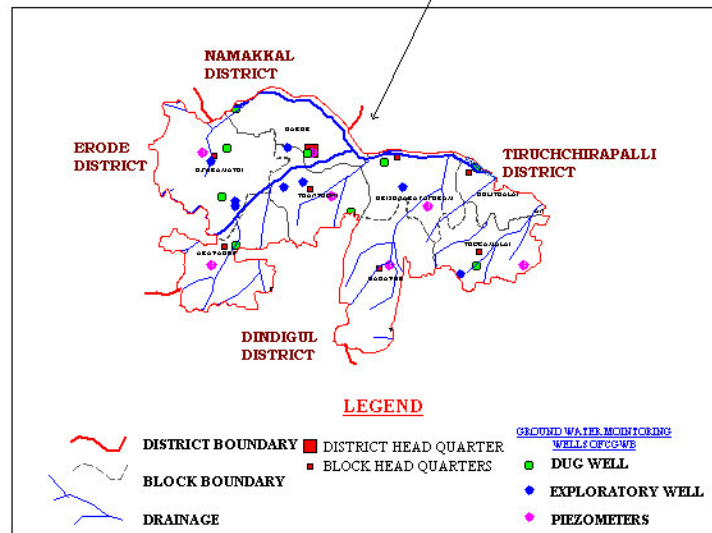 NAMAKKAL
DISTRICT
ERODE
DISTRICT
TIRUCHCHIRAPALLI
DISTRICT
DINDIGUL
DISTRICT
LEGEND
DISTRICT BOUNDARY
BLOCK BOUNDARY
DRAINAGE
DISTRICT HEAD QUARTER
BLOCK HEAD QUARTERS
GROUND WATER MOINTORING
WELLS OF CGWB
DUG WELL
EXPLORATORY WELL
PIEZOMETERS